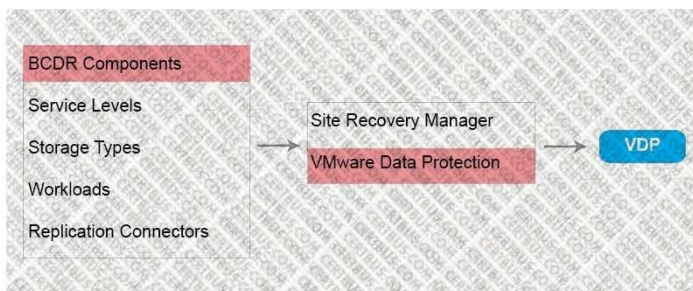 BCDR Components
Service Levels
Storage Types
Workloads
Replication Connectors
Site Recovery Manager
VMware Data Protection
VDP